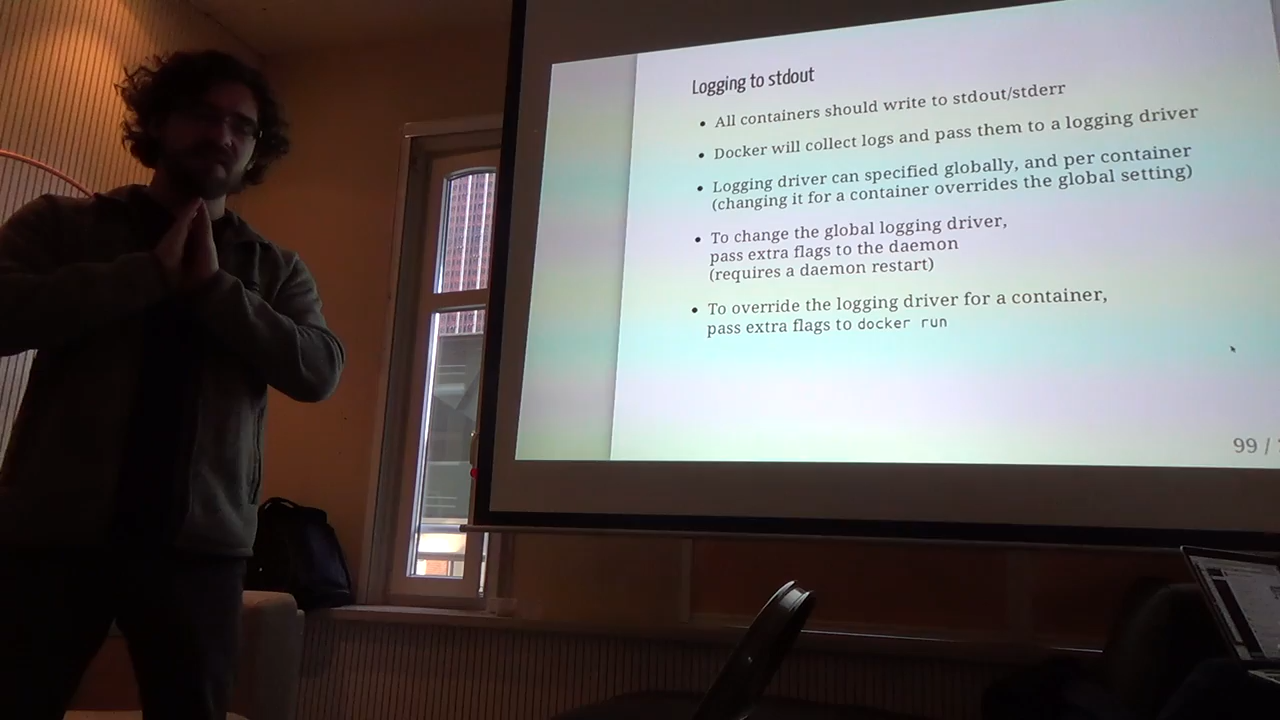 Logging to stdout
• All containers should write to stdout/stderr
• Docker will collect logs and pass them to a logging driver
• Logging driver can specified globally, and per container
(changing it for a container overrides the global setting)
• To change the global logging driver,
pass extra flags to the daemon
(requires a daemon restart)
• To override the logging driver for a container,
pass extra flags to docker run
99 /